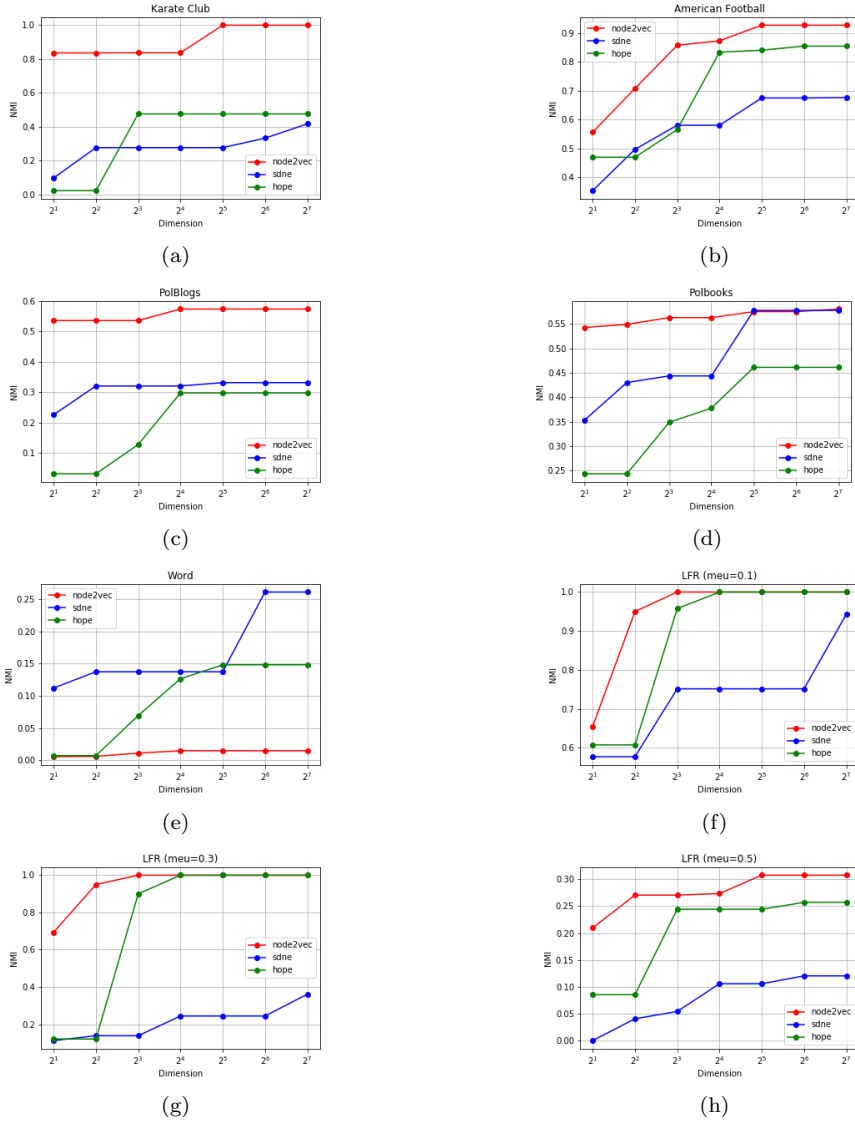 Karate Club
1.0
0.8
0.6
0.4
0.2
0.0
NMI
node2vec
sdne
hope
2^1 2^2 2^3 2^4 2^5 2^6 2^7
Dimension
(a)
American Football
0.9
0.8
0.7
0.6
0.5
0.4
NMI
node2vec
sdne
hope
2^1 2^2 2^3 2^4 2^5 2^6 2^7
Dimension
(b)
PolBlogs
0.6
0.5
0.4
0.3
0.2
0.1
NMI
node2vec
sdne
hope
2^1 2^2 2^3 2^4 2^5 2^6 2^7
Dimension
(c)
Polbooks
0.55
0.50
0.45
0.40
0.35
0.30
0.25
NMI
node2vec
sdne
hope
2^1 2^2 2^3 2^4 2^5 2^6 2^7
Dimension
(d)
Word
0.25
0.20
0.15
0.10
0.05
0.00
NMI
node2vec
sdne
hope
2^1 2^2 2^3 2^4 2^5 2^6 2^7
Dimension
(e)
LFR (meu=0.1)
1.0
0.9
0.8
0.7
0.6
NMI
node2vec
sdne
hope
2^1 2^2 2^3 2^4 2^5 2^6 2^7
Dimension
(f)
LFR (meu=0.3)
1.0
0.8
0.6
0.4
0.2
NMI
node2vec
sdne
hope
2^1 2^2 2^3 2^4 2^5 2^6 2^7
Dimension
(g)
LFR (meu=0.5)
0.30
0.25
0.20
0.15
0.10
0.05
0.00
NMI
node2vec
sdne
hope
2^1 2^2 2^3 2^4 2^5 2^6 2^7
Dimension
(h)